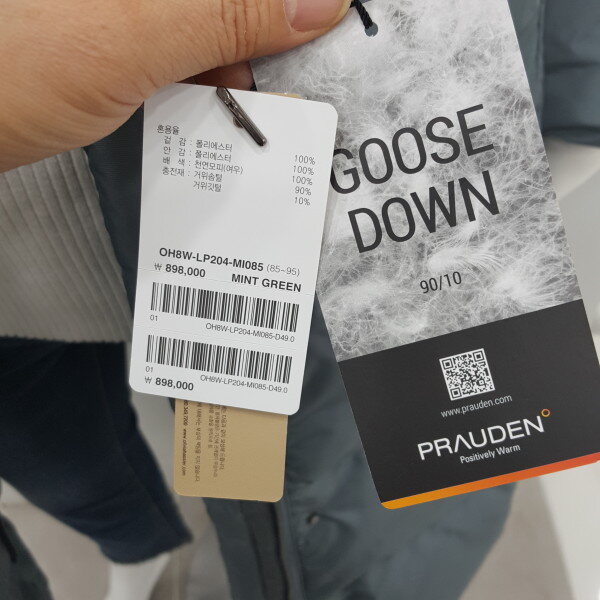 혼용율
겉 감 : 폴리에스터 100%
안 감 : 폴리에스터 100%
배 색 : 천연모피(여우) 100%
충전재 : 거위솜털 90%
거위깃털 10%
OH8W-LP204-MI085 (85~95)
₩ 898,000 MINT GREEN
01 OH8W-LP204-MI085-D49.0
01 OH8W-LP204-MI085-D49.0
₩ 898,000
GOOSE
DOWN
90/10
www.prauden.com
PRAUDEN
Positively Warm